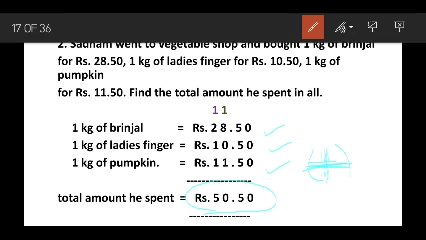 17 OF 36
2. Sadham went to vegetable shop and bought 1 kg of brinjal
for Rs. 28.50, 1 kg of ladies finger for Rs. 10.50, 1 kg of
pumpkin
for Rs. 11.50. Find the total amount he spent in all.
1 1
1 kg of brinjal = Rs. 2 8 . 5 0
1 kg of ladies finger = Rs. 1 0 . 5 0
1 kg of pumpkin. = Rs. 1 1 . 5 0
------------------
total amount he spent = Rs. 5 0 . 5 0
----------------